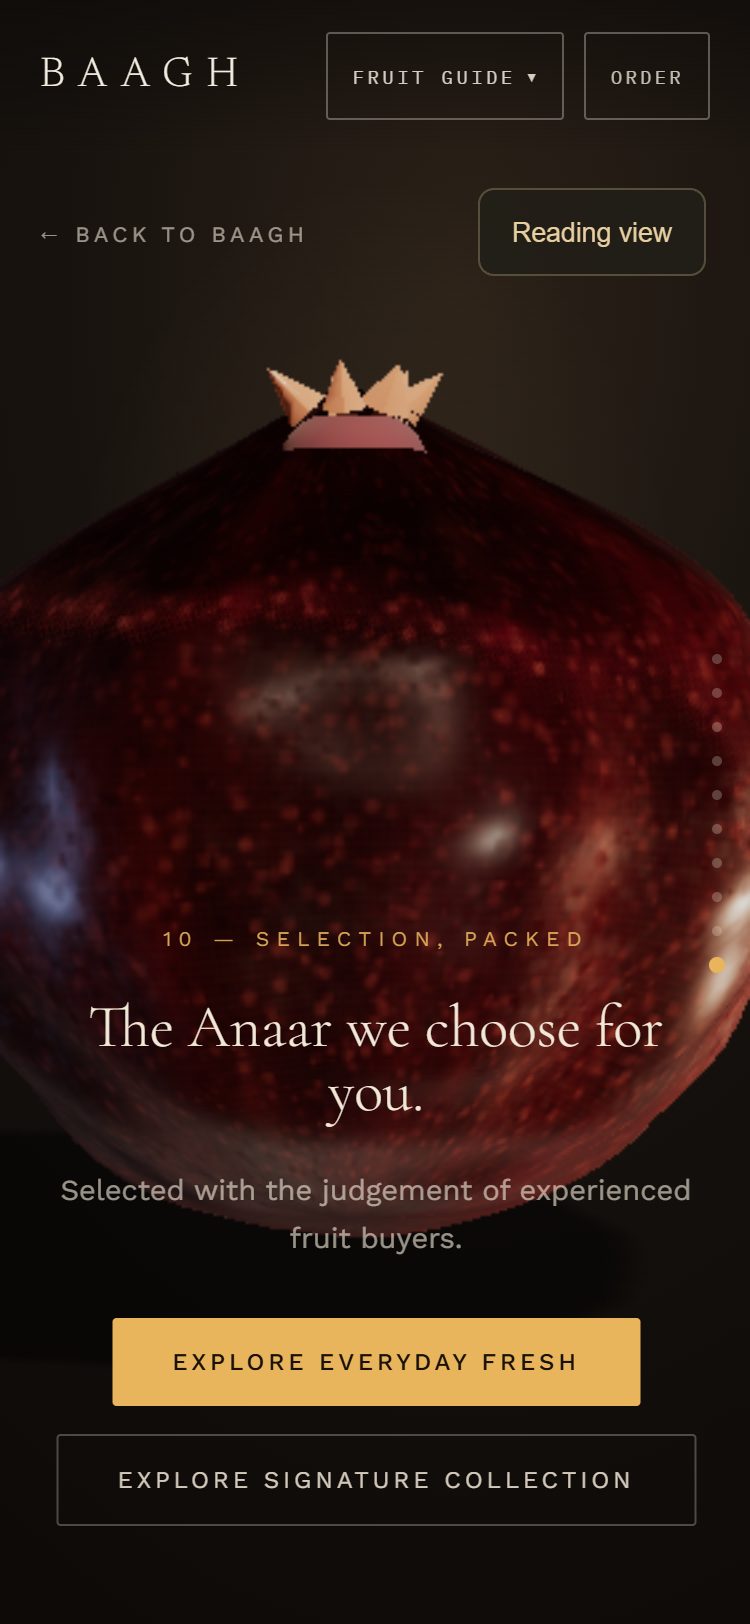 BAAGH
FRUIT GUIDE ▾
ORDER
← BACK TO BAAGH
Reading view
10 — SELECTION, PACKED
The Anaar we choose for
you.
Selected with the judgement of experienced
fruit buyers.
EXPLORE EVERYDAY FRESH
EXPLORE SIGNATURE COLLECTION